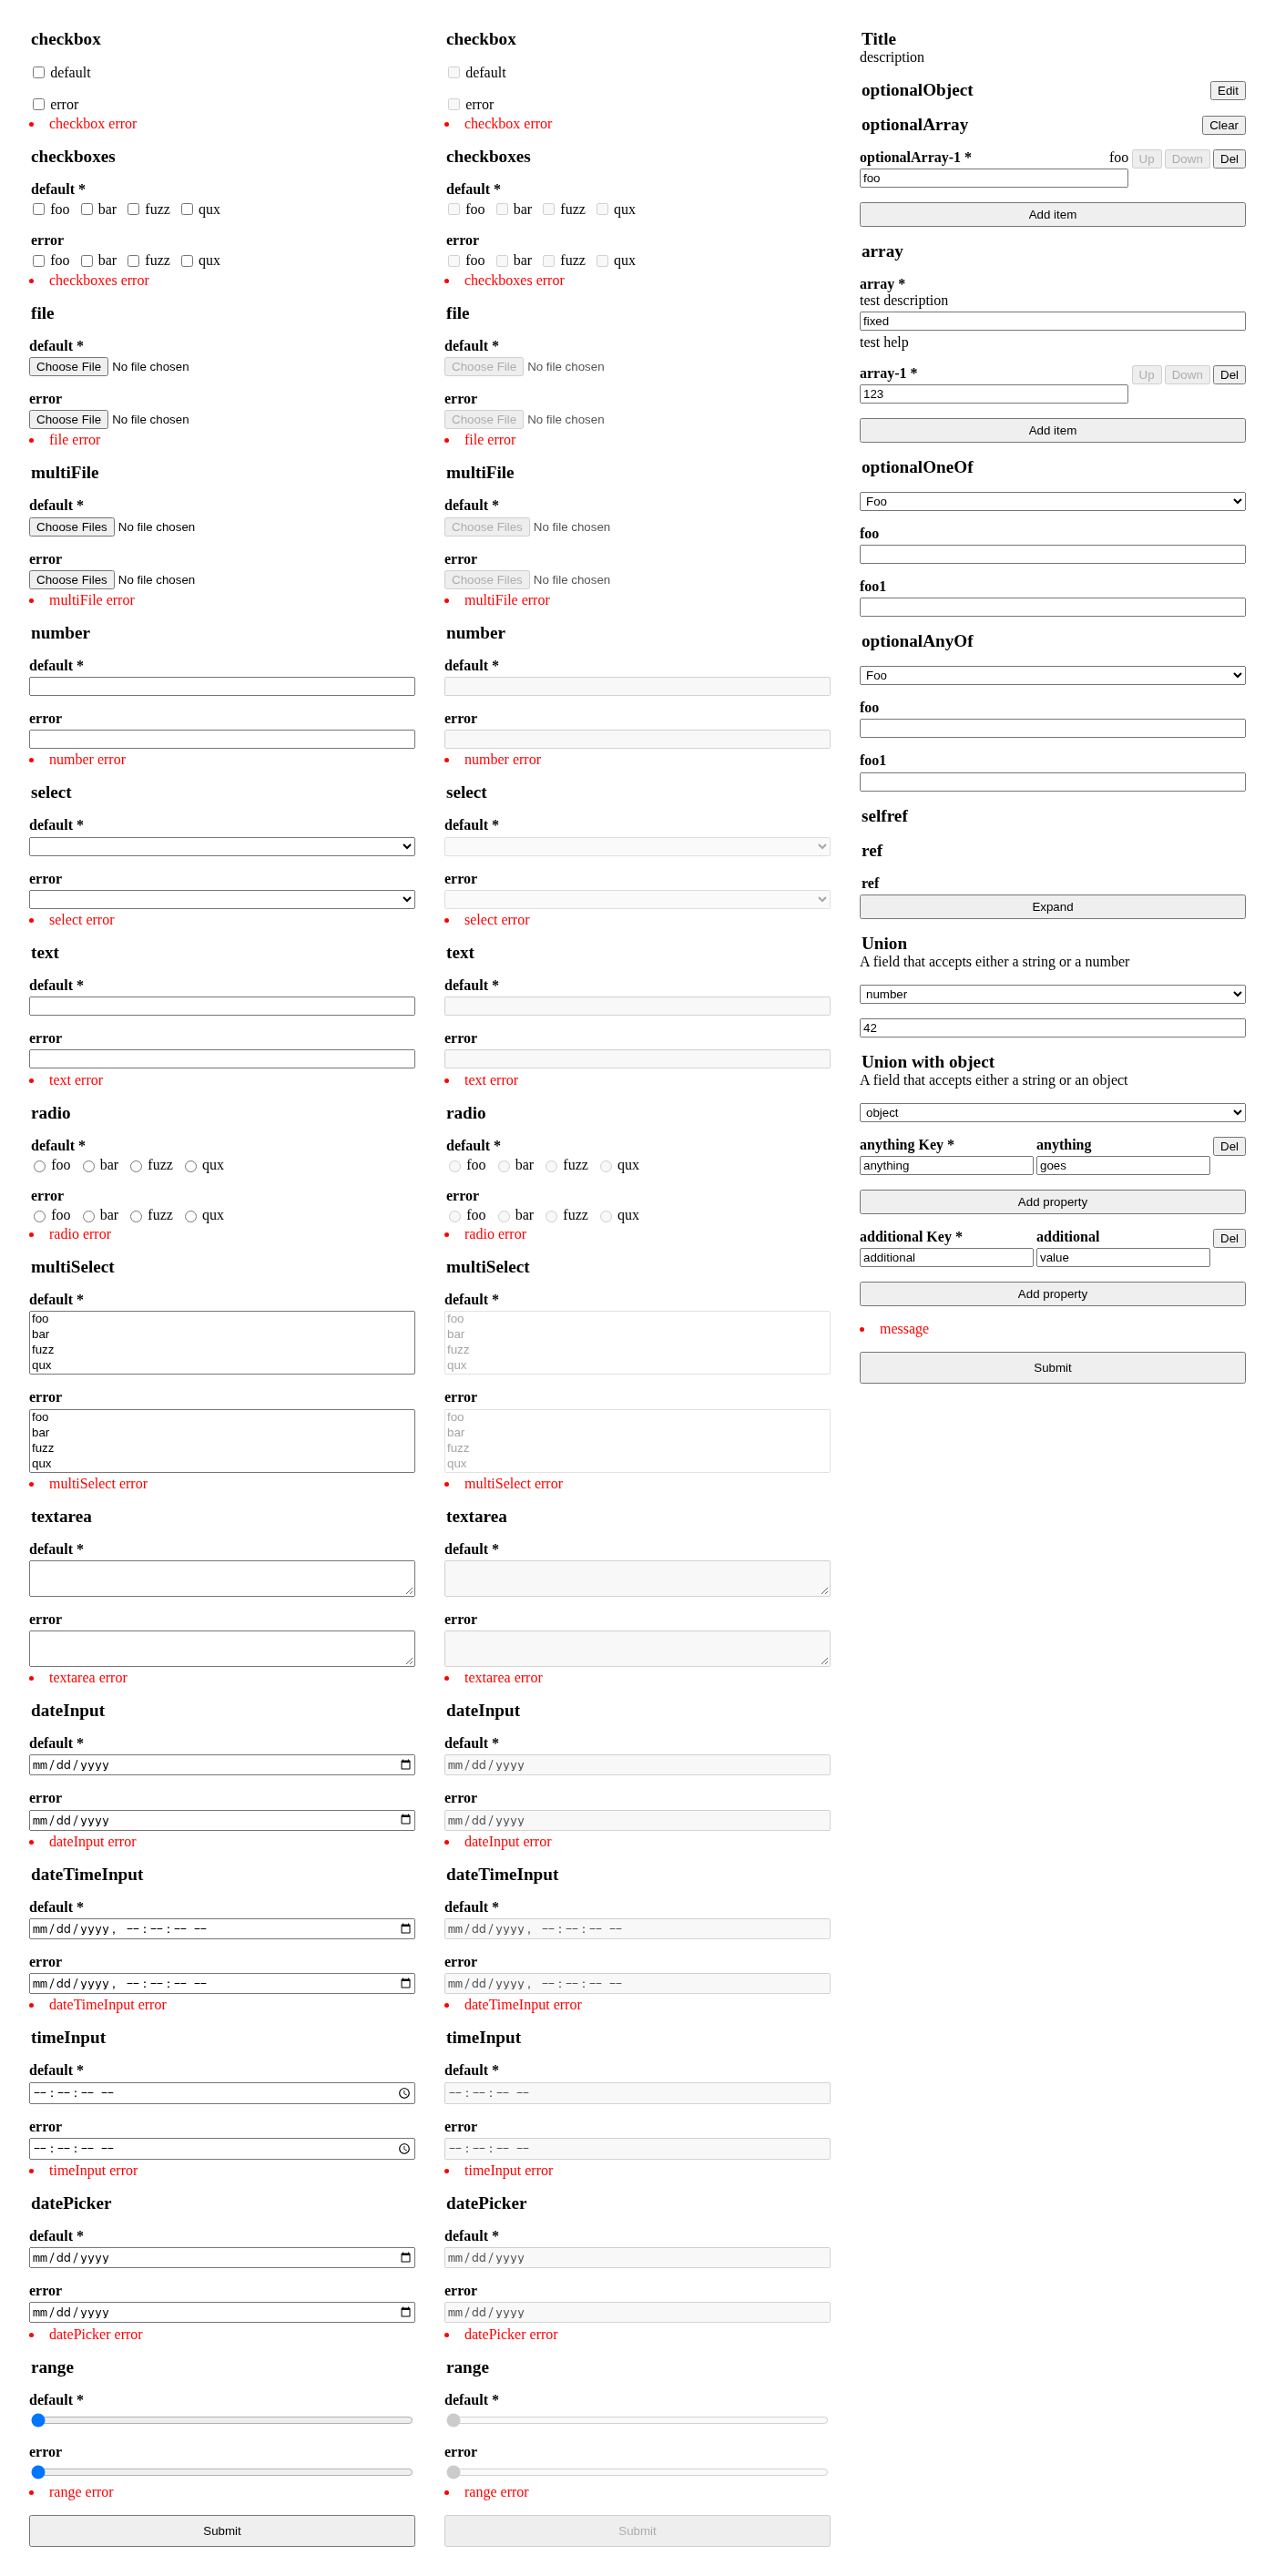 checkbox
default
error
checkbox error
checkboxes
default *
foo bar fuzz qux
error
foo bar fuzz qux
checkboxes error
file
default *
Choose File No file chosen
error
Choose File No file chosen
file error
multiFile
default *
Choose Files No file chosen
error
Choose Files No file chosen
multiFile error
number
default *
error
number error
select
default *
error
select error
text
default *
error
text error
radio
default *
foo bar fuzz qux
error
foo bar fuzz qux
radio error
multiSelect
default *
foo
bar
fuzz
qux
error
foo
bar
fuzz
qux
multiSelect error
textarea
default *
error
textarea error
dateInput
default *
mm/dd/yyyy
error
mm/dd/yyyy
dateInput error
dateTimeInput
default *
mm/dd/yyyy, --:--:-- --
error
mm/dd/yyyy, --:--:-- --
dateTimeInput error
timeInput
default *
--:--:-- --
error
--:--:-- --
timeInput error
datePicker
default *
mm/dd/yyyy
error
mm/dd/yyyy
datePicker error
range
default *
error
range error
Submit
checkbox
default
error
checkbox error
checkboxes
default *
foo bar fuzz qux
error
foo bar fuzz qux
checkboxes error
file
default *
Choose File No file chosen
error
Choose File No file chosen
file error
multiFile
default *
Choose Files No file chosen
error
Choose Files No file chosen
multiFile error
number
default *
error
number error
select
default *
error
select error
text
default *
error
text error
radio
default *
foo bar fuzz qux
error
foo bar fuzz qux
radio error
multiSelect
default *
foo
bar
fuzz
qux
error
foo
bar
fuzz
qux
multiSelect error
textarea
default *
error
textarea error
dateInput
default *
mm/dd/yyyy
error
mm/dd/yyyy
dateInput error
dateTimeInput
default *
mm/dd/yyyy, --:--:-- --
error
mm/dd/yyyy, --:--:-- --
dateTimeInput error
timeInput
default *
--:--:-- --
error
--:--:-- --
timeInput error
datePicker
default *
mm/dd/yyyy
error
mm/dd/yyyy
datePicker error
range
default *
error
range error
Submit
Title
description
optionalObject Edit
optionalArray Clear
optionalArray-1 * foo Up Down Del
foo
Add item
array
array *
test description
fixed
test help
array-1 * Up Down Del
123
Add item
optionalOneOf
Foo
foo
foo1
optionalAnyOf
Foo
foo
foo1
selfref
ref
ref
Expand
Union
A field that accepts either a string or a number
number
42
Union with object
A field that accepts either a string or an object
object
anything Key * anything Del
anything goes
Add property
additional Key * additional Del
additional value
Add property
message
Submit